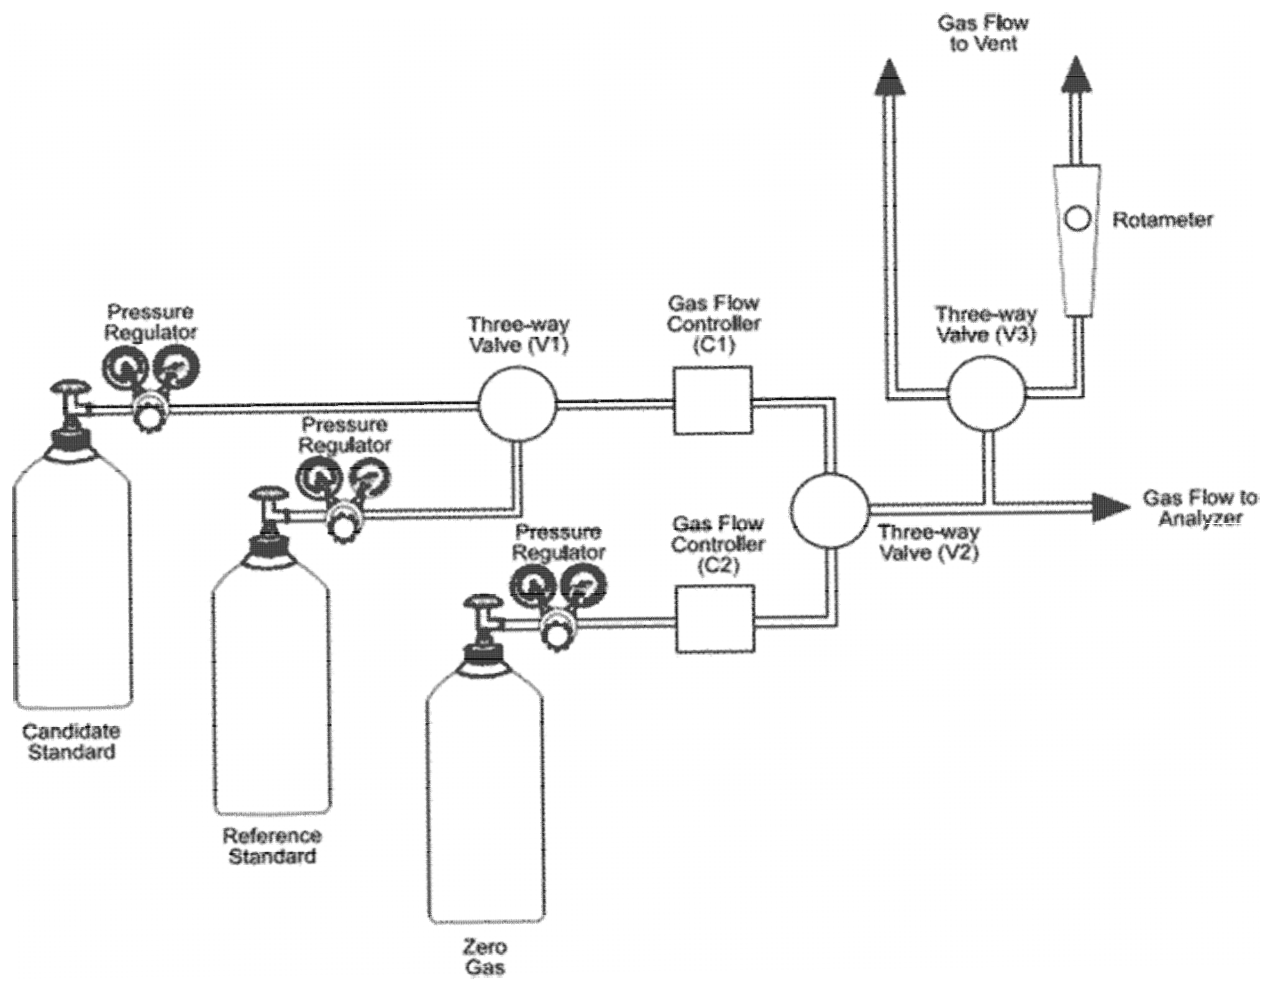 Gas Flow
to Vent
Rotameter
Pressure
Regulator
Three-way
Valve (V1)
Gas Flow
Controller
(C1)
Three-way
Valve (V3)
Pressure
Regulator
Gas Flow to
Analyzer
Pressure
Regulator
Gas Flow
Controller
(C2)
Three-way
Valve (V2)
Candidate
Standard
Reference
Standard
Zero
Gas